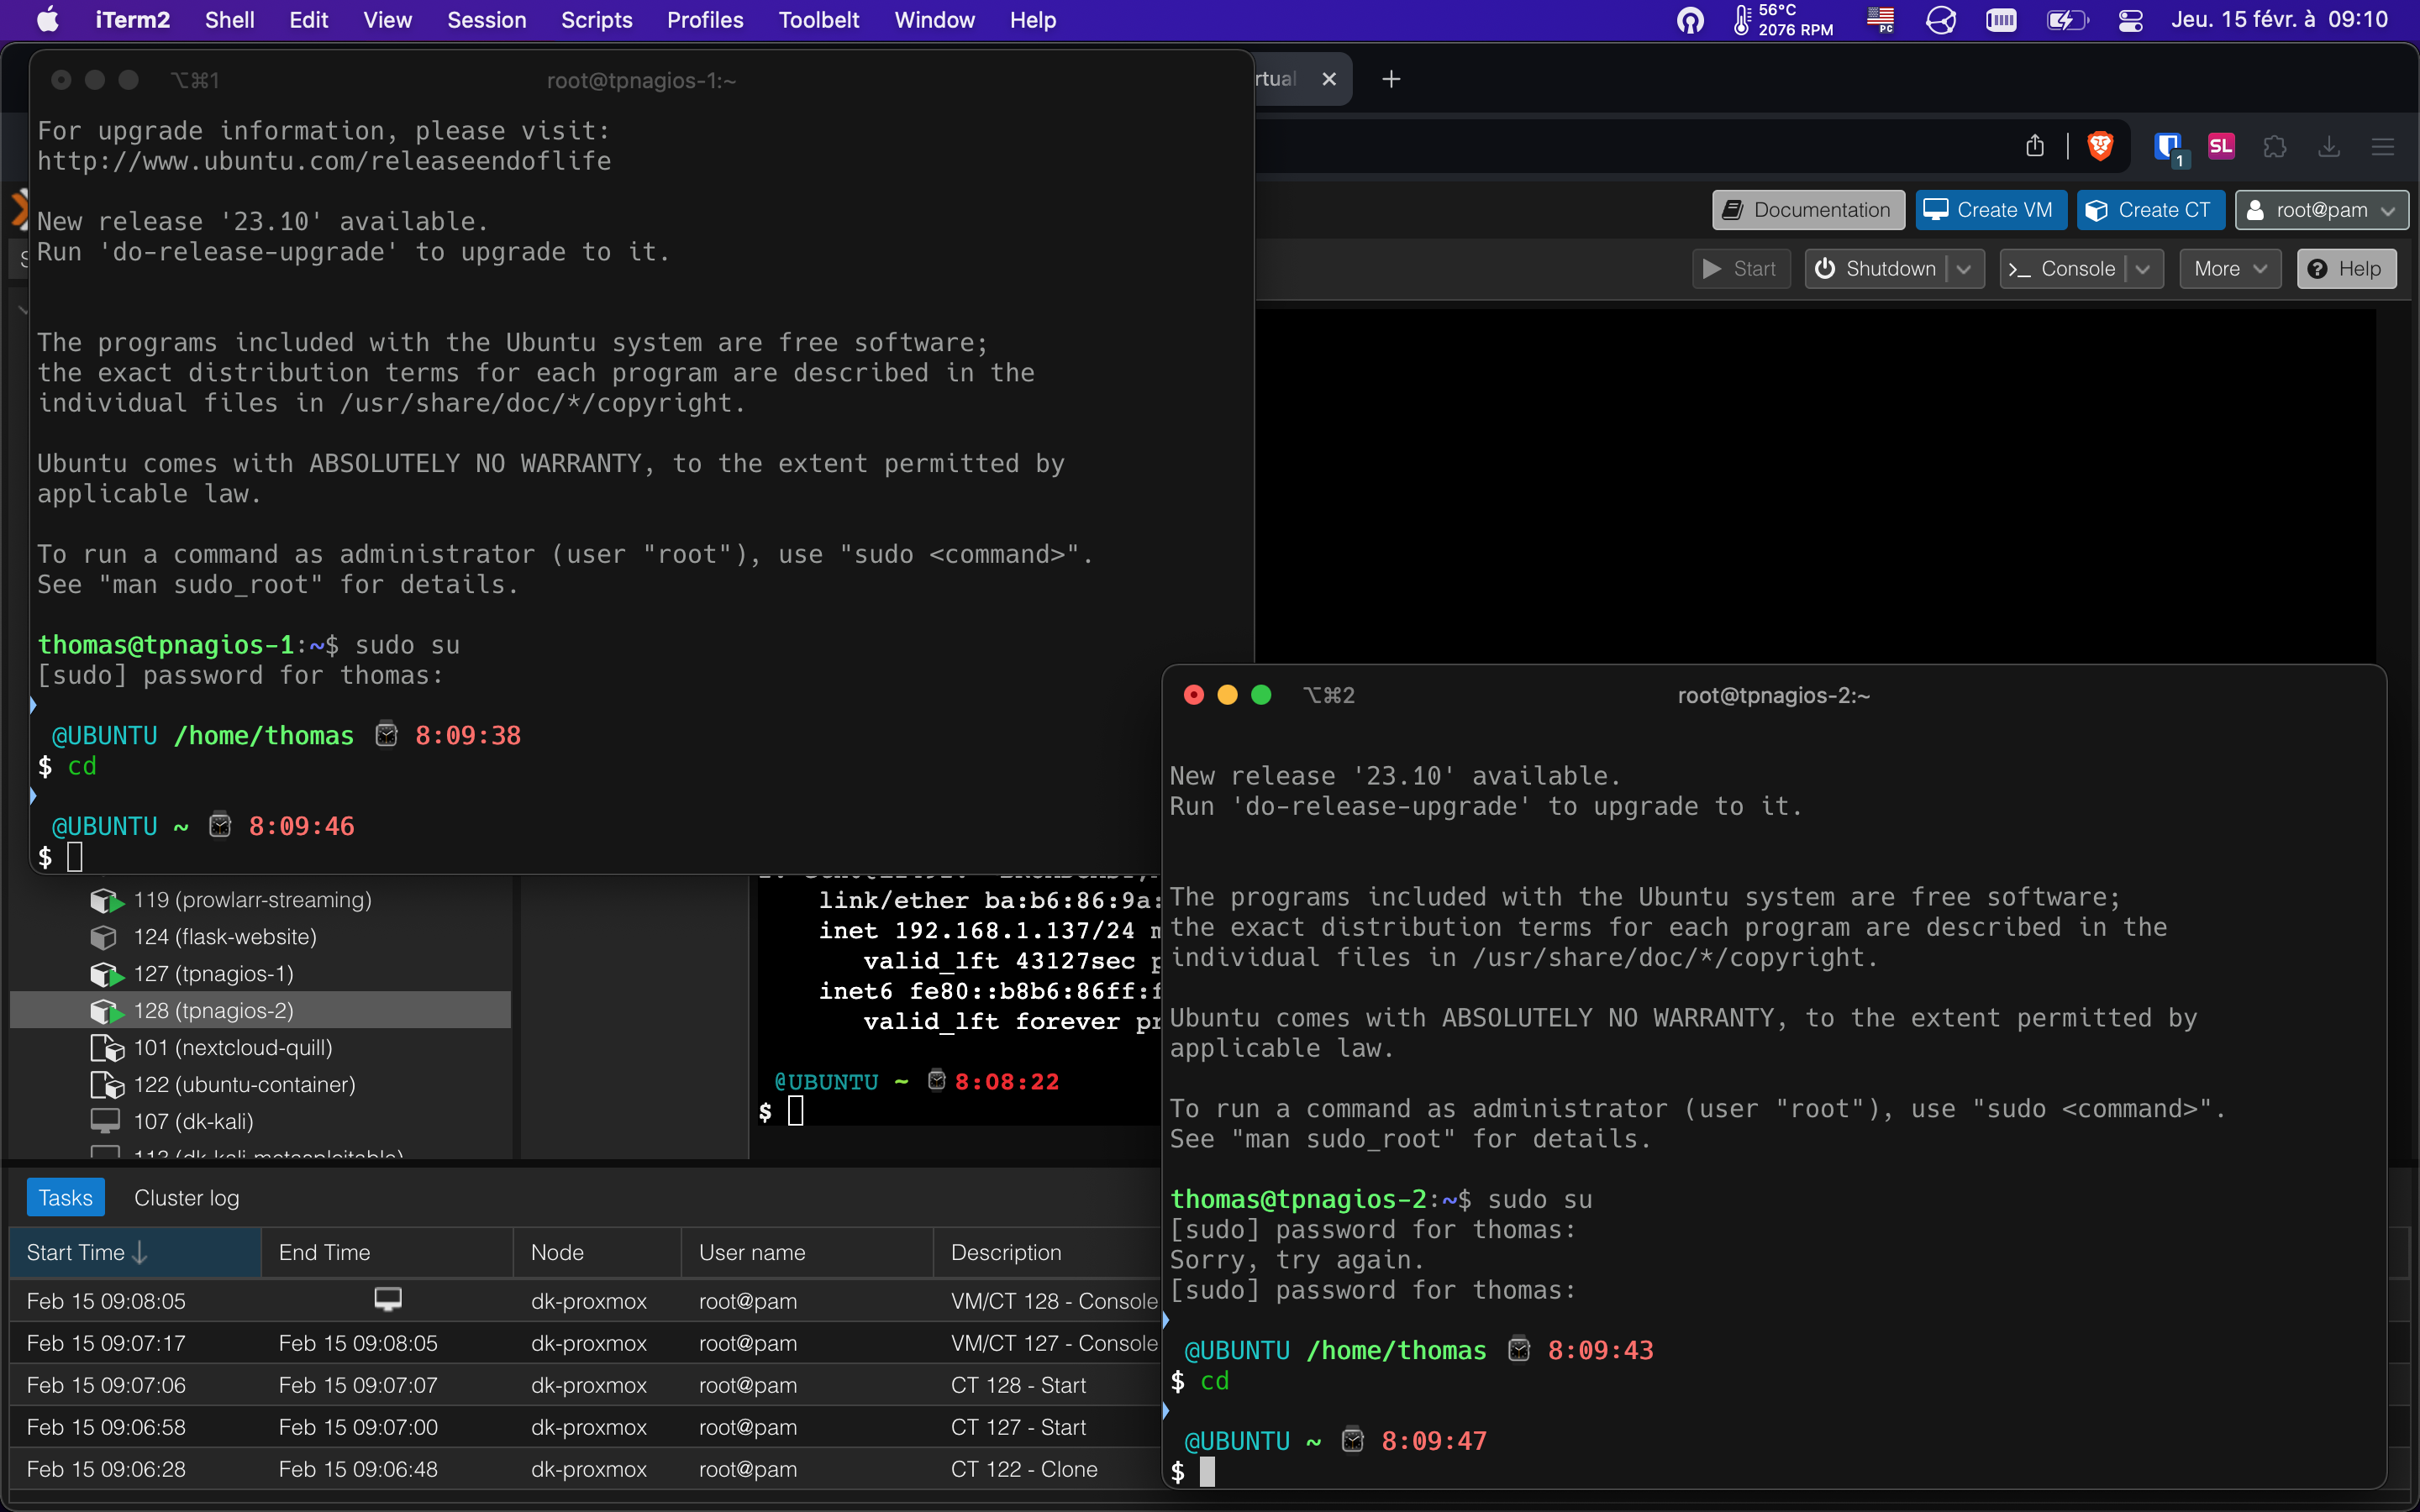 iTerm2 Shell Edit View Session Scripts Profiles Toolbelt Window Help
56°C
2076 RPM
PC
Jeu. 15 févr. à 09:10
⌥⌘1
root@tpnagios-1:~
For upgrade information, please visit:
http://www.ubuntu.com/releaseendoflife
New release '23.10' available.
Run 'do-release-upgrade' to upgrade to it.
The programs included with the Ubuntu system are free software;
the exact distribution terms for each program are described in the
individual files in /usr/share/doc/*/copyright.
Ubuntu comes with ABSOLUTELY NO WARRANTY, to the extent permitted by
applicable law.
To run a command as administrator (user "root"), use "sudo <command>".
See "man sudo_root" for details.
thomas@tpnagios-1:~$ sudo su
[sudo] password for thomas:
@UBUNTU /home/thomas ⌚ 8:09:38
$ cd
@UBUNTU ~ ⌚ 8:09:46
$
rtual
1
SL
Documentation
Create VM
Create CT
root@pam
Start
Shutdown
Console
More
Help
119 (prowlarr-streaming)
124 (flask-website)
127 (tpnagios-1)
128 (tpnagios-2)
101 (nextcloud-quill)
122 (ubuntu-container)
107 (dk-kali)
link/ether ba:b6:86:9a:
inet 192.168.1.137/24
valid_lft 43127sec
inet6 fe80::b8b6:86ff:f
valid_lft forever
@UBUNTU ~ ⌚ 8:08:22
$
⌥⌘2
root@tpnagios-2:~
New release '23.10' available.
Run 'do-release-upgrade' to upgrade to it.
The programs included with the Ubuntu system are free software;
the exact distribution terms for each program are described in the
individual files in /usr/share/doc/*/copyright.
Ubuntu comes with ABSOLUTELY NO WARRANTY, to the extent permitted by
applicable law.
To run a command as administrator (user "root"), use "sudo <command>".
See "man sudo_root" for details.
thomas@tpnagios-2:~$ sudo su
[sudo] password for thomas:
Sorry, try again.
[sudo] password for thomas:
@UBUNTU /home/thomas ⌚ 8:09:43
$ cd
@UBUNTU ~ ⌚ 8:09:47
$
Tasks
Cluster log
Start Time End Time Node User name Description
Feb 15 09:08:05 dk-proxmox root@pam VM/CT 128 - Console
Feb 15 09:07:17 Feb 15 09:08:05 dk-proxmox root@pam VM/CT 127 - Console
Feb 15 09:07:06 Feb 15 09:07:07 dk-proxmox root@pam CT 128 - Start
Feb 15 09:06:58 Feb 15 09:07:00 dk-proxmox root@pam CT 127 - Start
Feb 15 09:06:28 Feb 15 09:06:48 dk-proxmox root@pam CT 122 - Clone